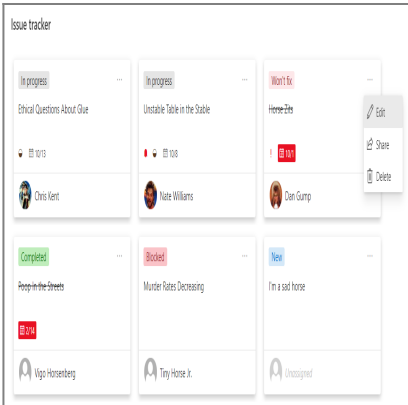 Issue tracker
In progress
Ethical Questions About Glue
10/13
Chris Kent
In progress
Unstable Table in the Stable
10/8
Nate Williams
Won't fix
Horse Zits
10/1
Dan Gump
Edit
Share
Delete
Completed
Poop in the Streets
2/14
Vigo Horsenberg
Blocked
Murder Rates Decreasing
Tiny Horse Jr.
New
I'm a sad horse
Unassigned